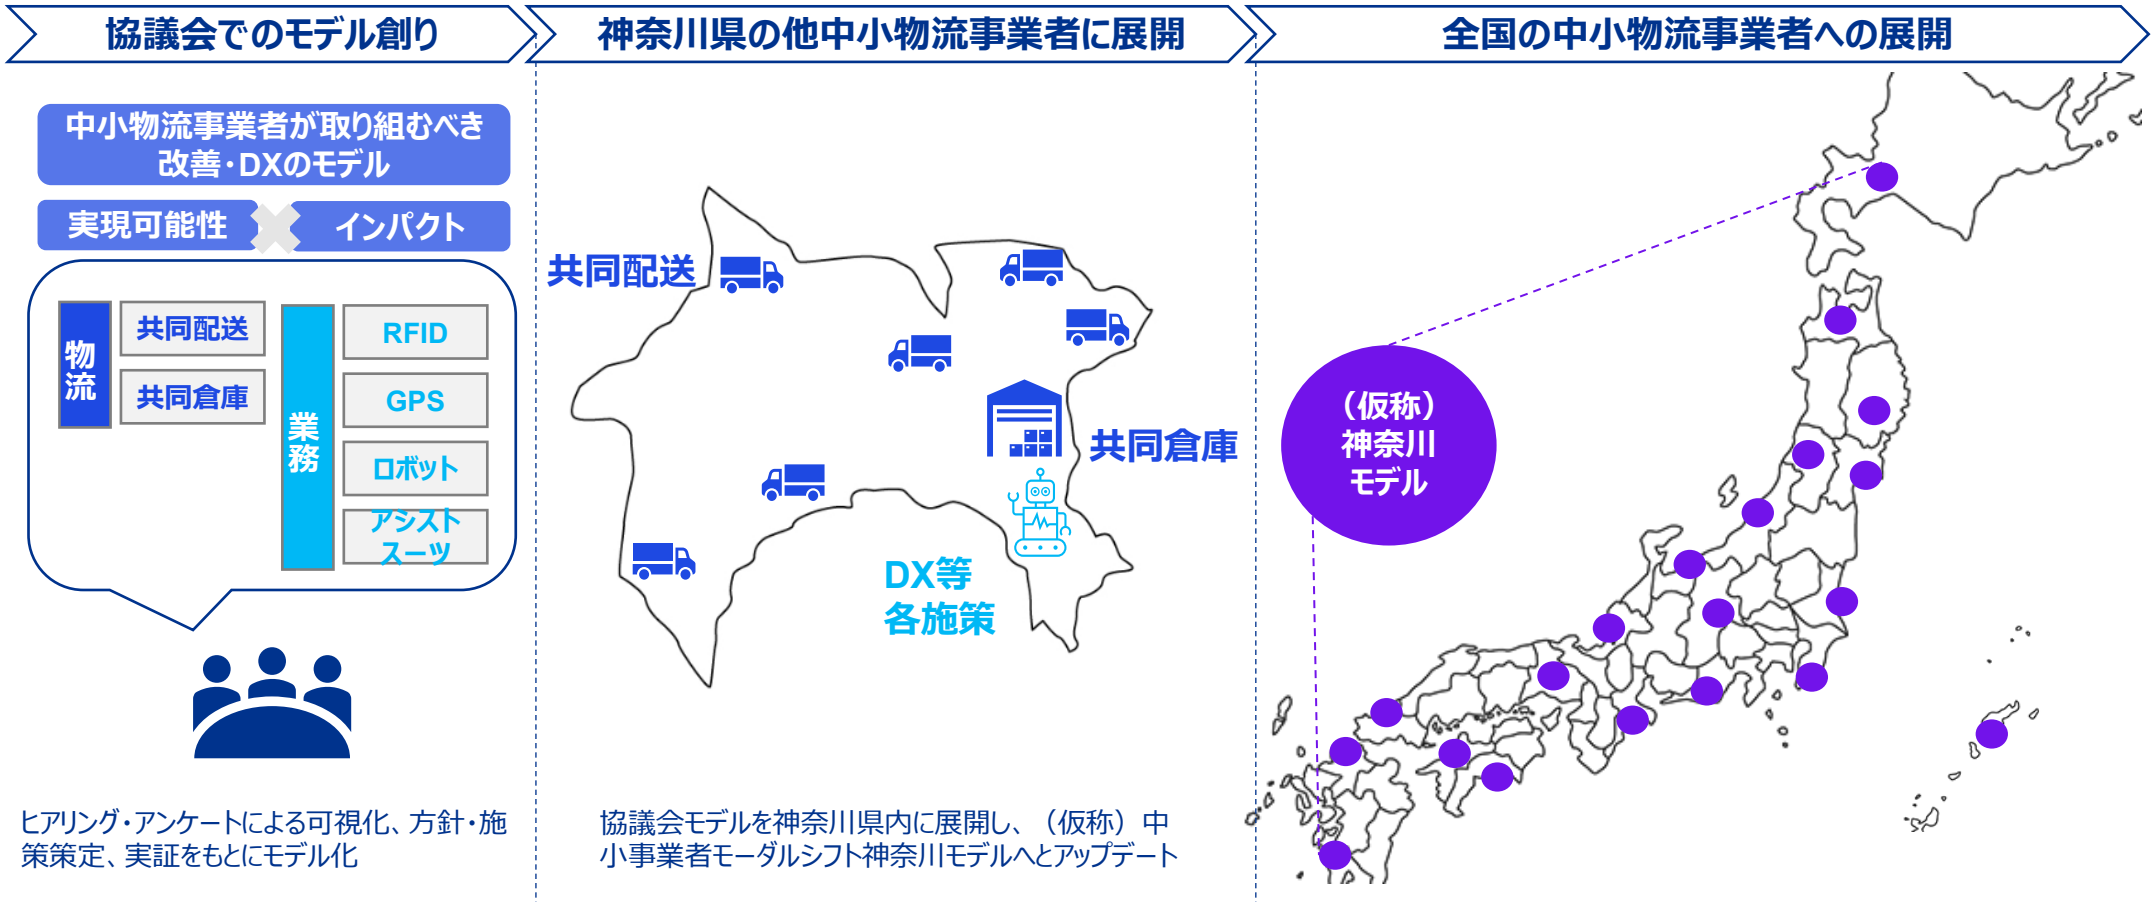 協議会でのモデル創り
神奈川県の他中小物流事業者に展開
全国の中小物流事業者への展開
中小物流事業者が取り組むべき
改善・DXのモデル
実現可能性
インパクト
物流
共同配送
共同倉庫
業務
RFID
GPS
ロボット
アシスト
スーツ
ヒアリング・アンケートによる可視化、方針・施
策策定、実証をもとにモデル化
共同配送
共同倉庫
DX等
各施策
協議会モデルを神奈川県内に展開し、（仮称）中
小事業者モーダルシフト神奈川モデルへとアップデート
（仮称）
神奈川
モデル